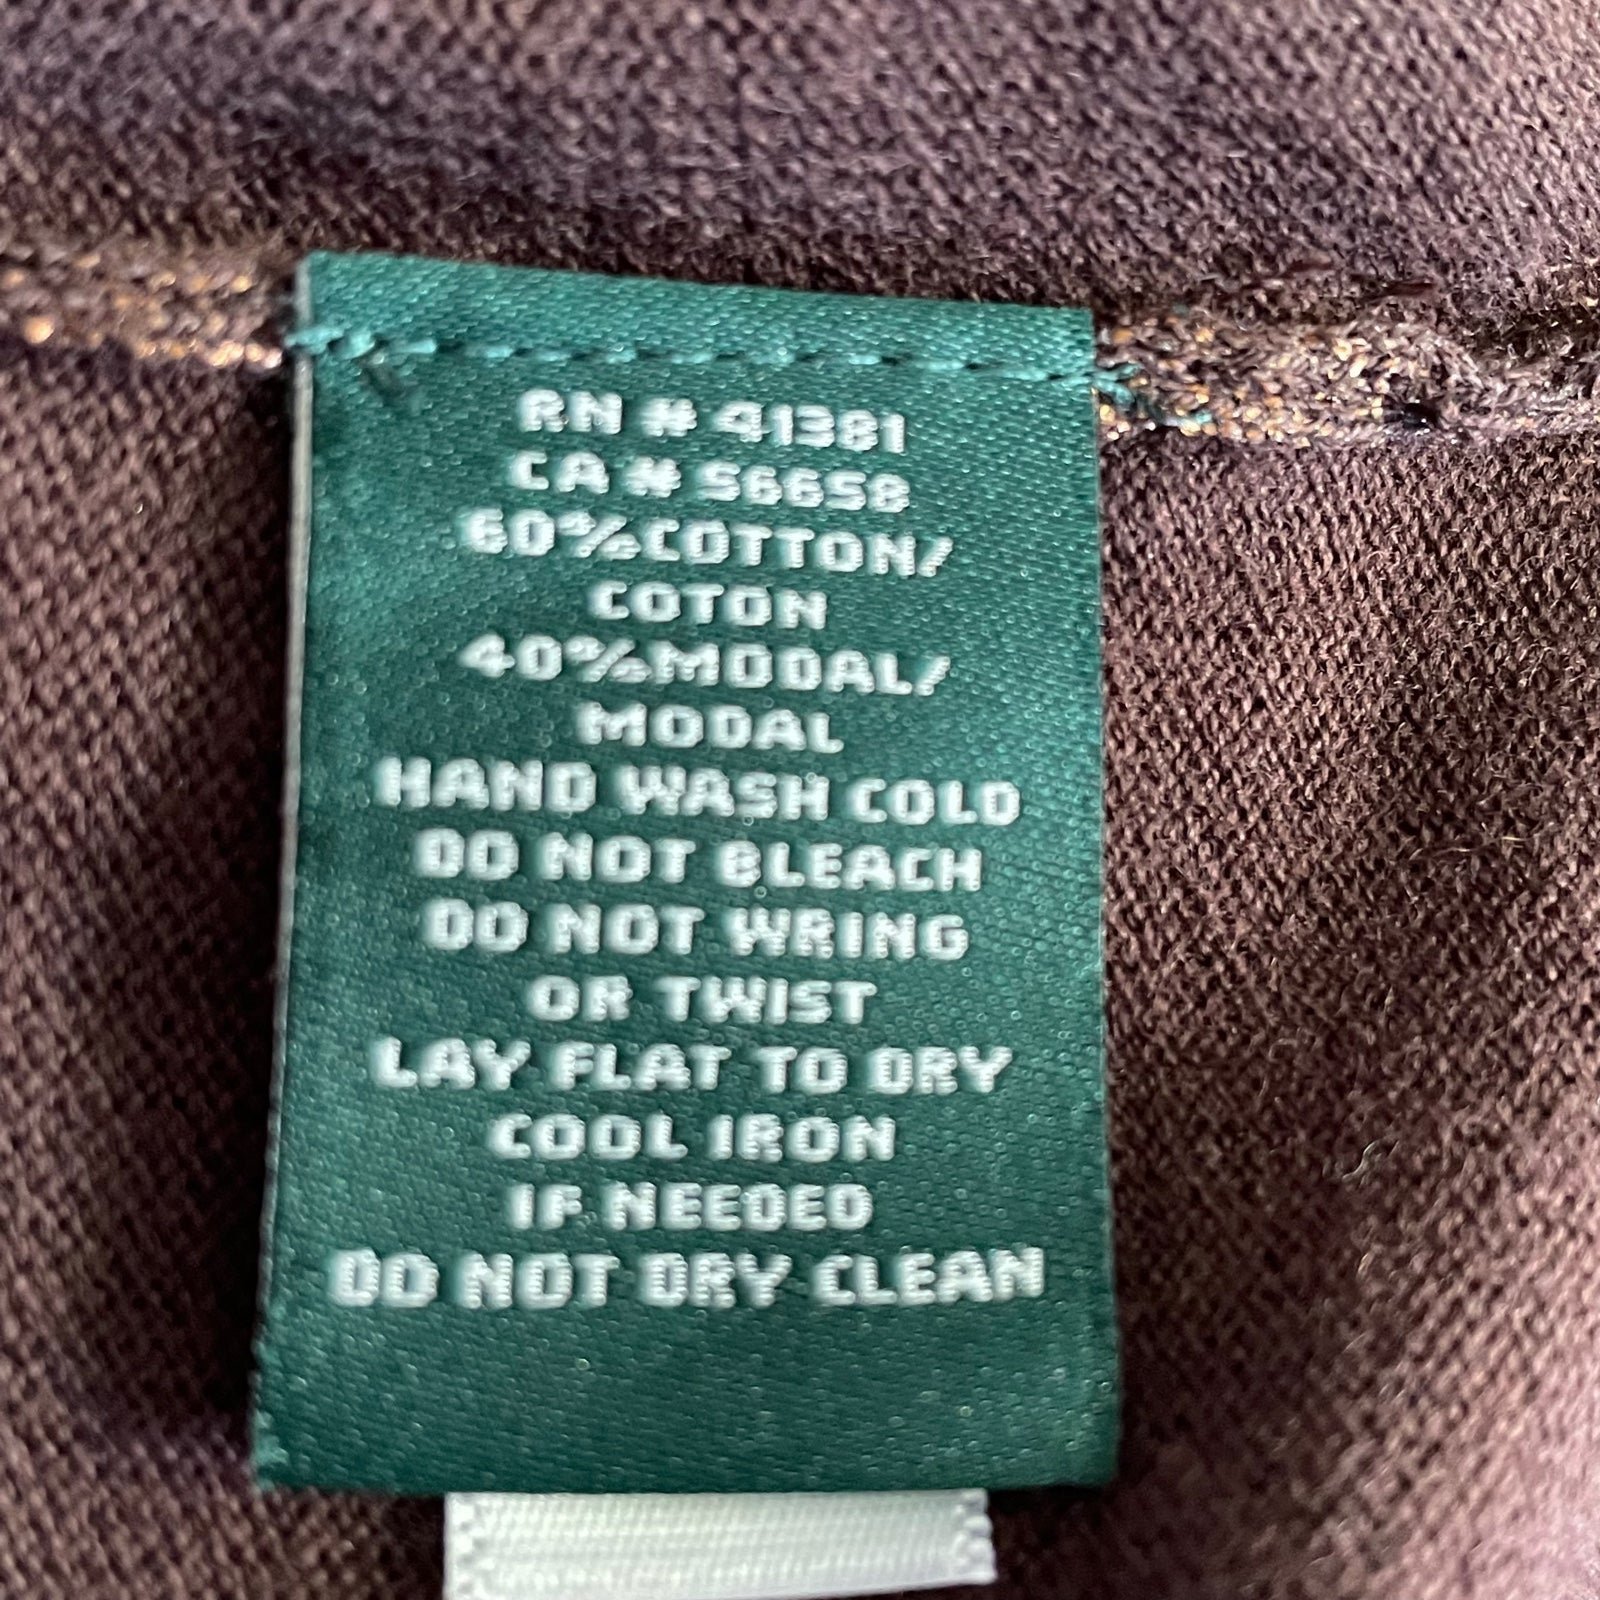 RN # 41381
CA # 56658
60%COTTON/
COTON
40%MODAL/
MODAL
HAND WASH COLD
DO NOT BLEACH
DO NOT WRING
OR TWIST
LAY FLAT TO DRY
COOL IRON
IF NEEDED
DO NOT DRY CLEAN